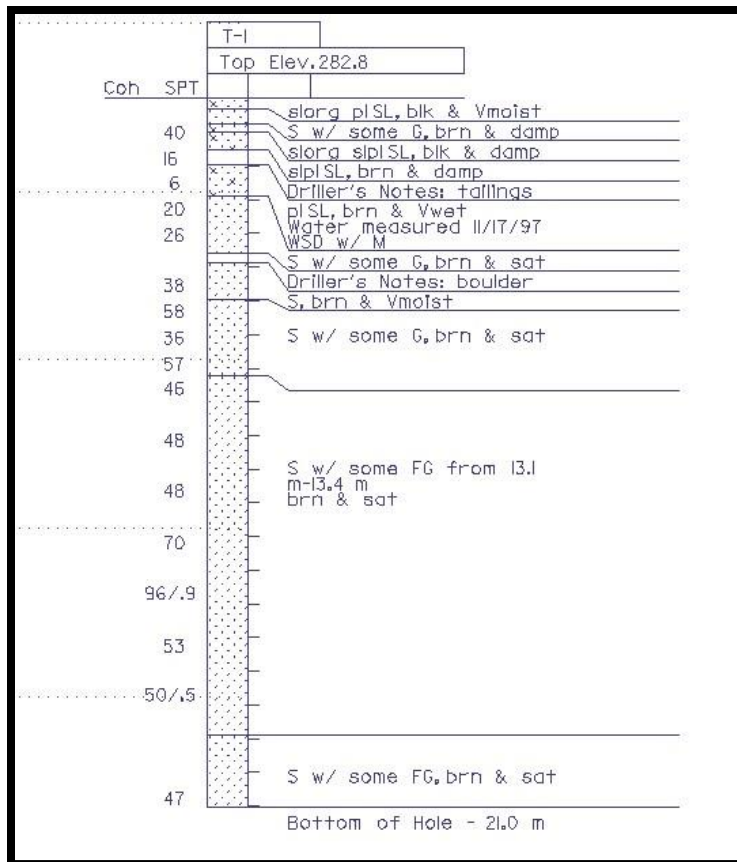 T-1
Top Elev.282.8
Coh SPT
slorg plSL, blk & Vmoist
40 S w/ some G, brn & damp
slorg slplSL, blk & damp
16 slplSL, brn & damp
6 Driller's Notes: tailings
20 plSL, brn & Vwet
Water measured 11/17/97
26 WSD w/ M
S w/ some G, brn & sat
38 Driller's Notes: boulder
58 S, brn & Vmoist
36 S w/ some G, brn & sat
57
46
48
S w/ some FG from 13.1
48 m-13.4 m
brn & sat
70
96/.9
53
50/.5
S w/ some FG, brn & sat
47
Bottom of Hole - 21.0 m